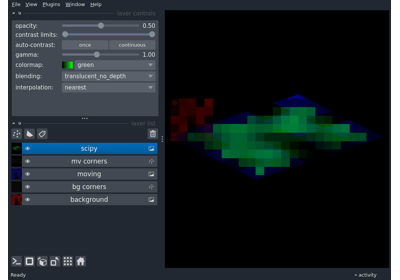 File View Plugins Window Help
layer controls
opacity: 0.50
contrast limits:
auto-contrast: once continuous
gamma: 1.00
colormap: green
blending: translucent_no_depth
interpolation: nearest
layer list
scipy
mv corners
moving
bg corners
background
Ready
activity